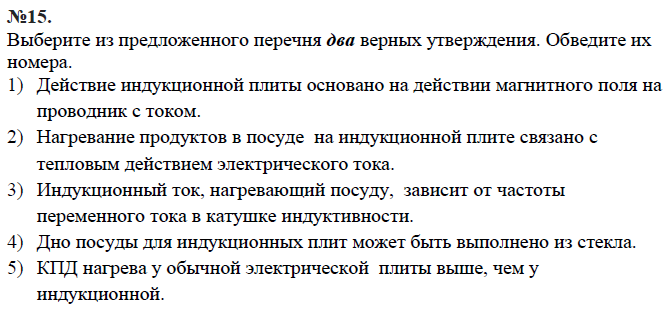 №15.
Выберите из предложенного перечня два верных утверждения. Обведите их
номера.
1) Действие индукционной плиты основано на действии магнитного поля на
проводник с током.
2) Нагревание продуктов в посуде на индукционной плите связано с
тепловым действием электрического тока.
3) Индукционный ток, нагревающий посуду, зависит от частоты
переменного тока в катушке индуктивности.
4) Дно посуды для индукционных плит может быть выполнено из стекла.
5) КПД нагрева у обычной электрической плиты выше, чем у
индукционной.